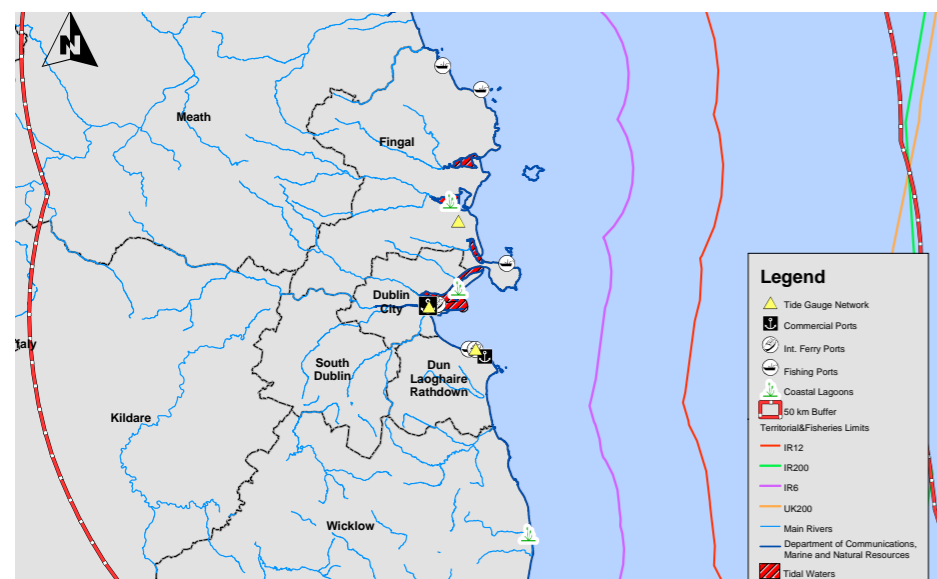 N
Meath
Fingal
Dublin
City
South
Dublin
Dun
Laoghaire
Rathdown
Kildare
Wicklow
Legend
Tide Gauge Network
Commercial Ports
Int. Ferry Ports
Fishing Ports
Coastal Lagoons
50 km Buffer
Territorial&Fisheries Limits
IR12
IR200
IR6
UK200
Main Rivers
Department of Communications,
Marine and Natural Resources
Tidal Waters